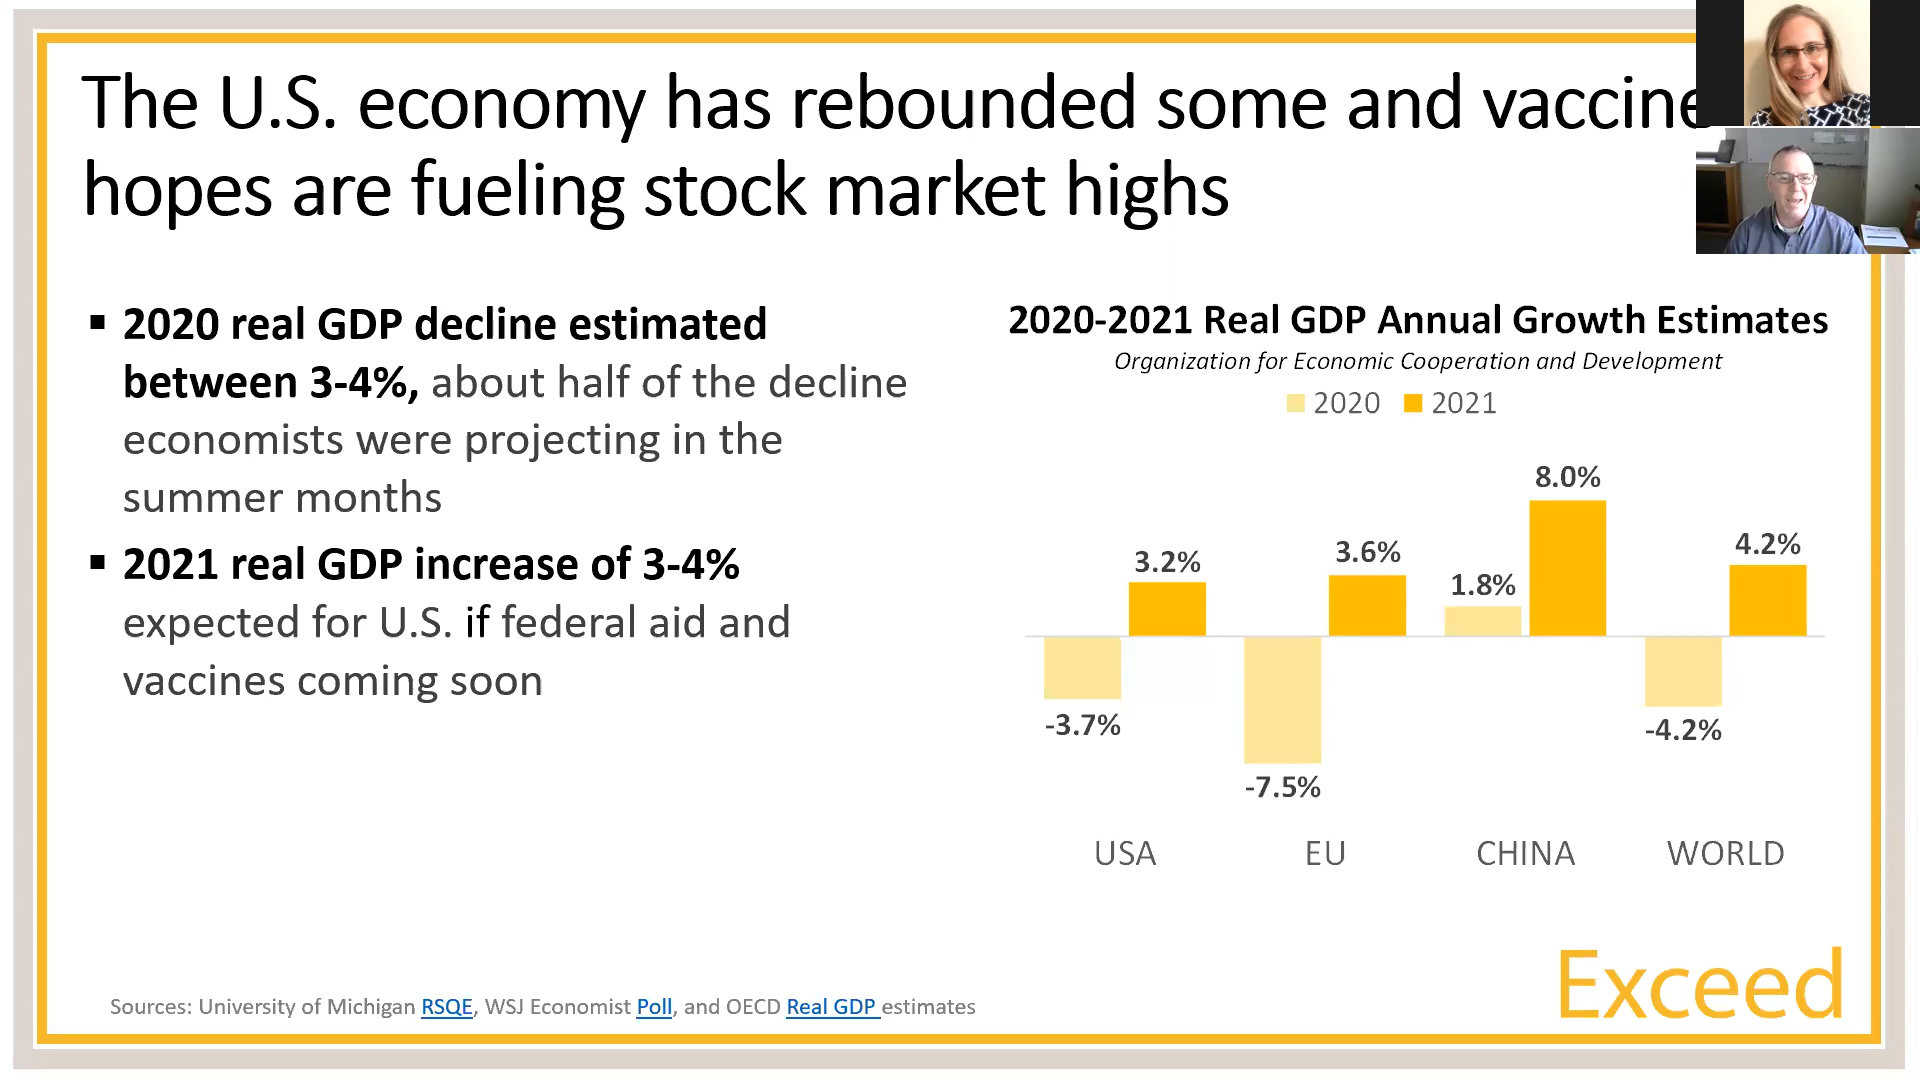 The U.S. economy has rebounded some and vaccine
hopes are fueling stock market highs
▪ 2020 real GDP decline estimated
between 3-4%, about half of the decline
economists were projecting in the
summer months
▪ 2021 real GDP increase of 3-4%
expected for U.S. if federal aid and
vaccines coming soon
2020-2021 Real GDP Annual Growth Estimates
Organization for Economic Cooperation and Development
2020 2021
8.0%
3.2% 3.6% 1.8% 4.2%
-3.7% -7.5% -4.2%
USA EU CHINA WORLD
Exceed
Sources: University of Michigan RSQE, WSJ Economist Poll, and OECD Real GDP estimates